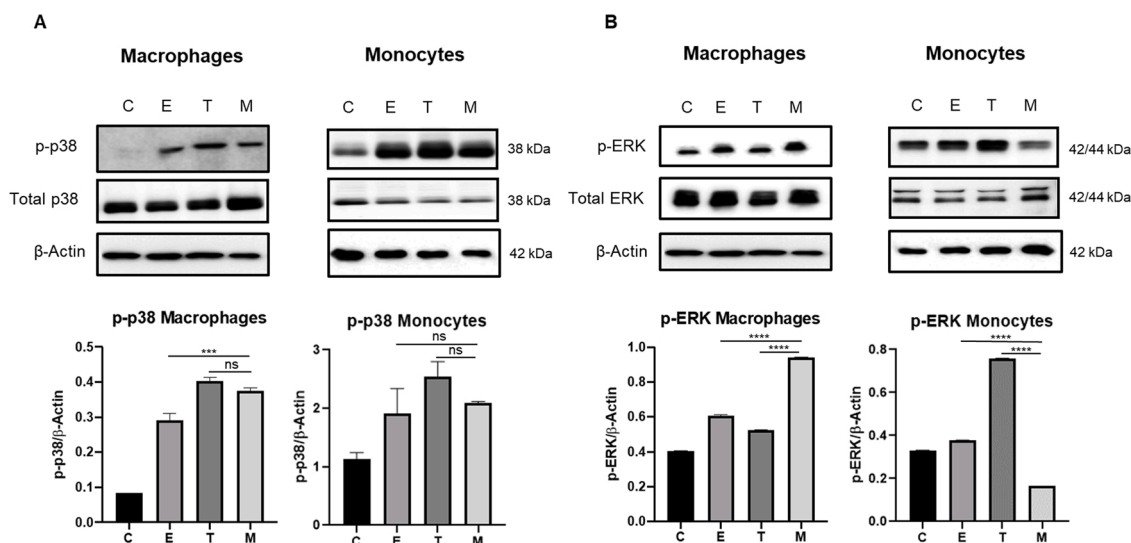 A
B
Macrophages
Monocytes
Macrophages
Monocytes
C E T M
C E T M
C E T M
C E T M
p-p38
38 kDa
p-ERK
42/44 kDa
Total p38
38 kDa
Total ERK
42/44 kDa
β-Actin
42 kDa
β-Actin
42 kDa
p-p38 Macrophages
p-p38/β-Actin
0.5
0.4
0.3
0.2
0.1
0.0
***
ns
C E T M
p-p38 Monocytes
p-p38/β-Actin
3
2
1
0
ns
ns
C E T M
p-ERK Macrophages
p-ERK/β-Actin
1.0
0.8
0.6
0.4
0.2
0.0
****
****
C E T M
p-ERK Monocytes
p-ERK/β-Actin
0.8
0.6
0.4
0.2
0.0
****
****
C E T M